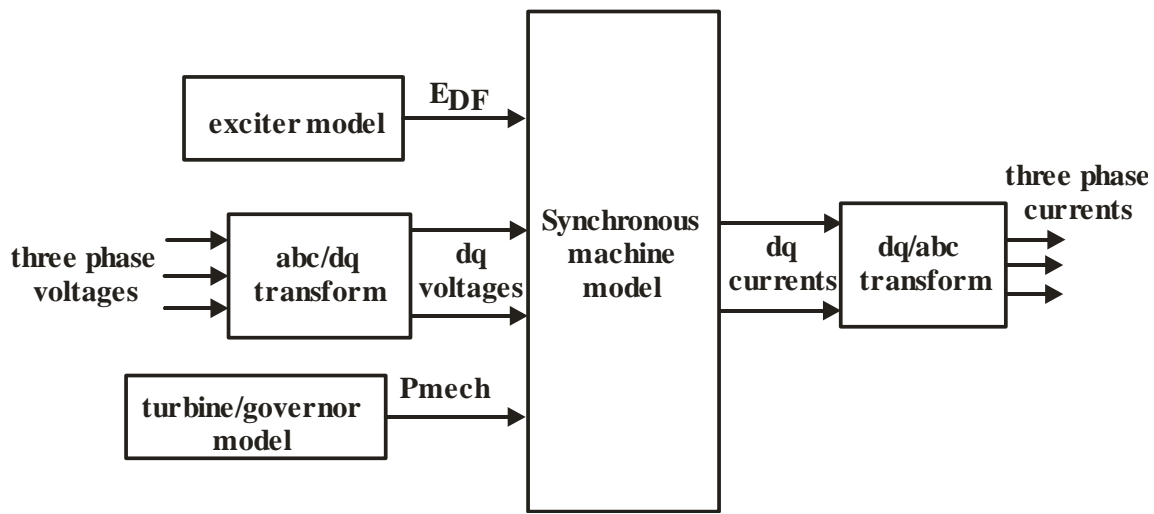 exciter model
E_DF
three phase
voltages
abc/dq
transform
dq
voltages
turbine/governor
model
Pmech
Synchronous
machine
model
dq
currents
dq/abc
transform
three phase
currents